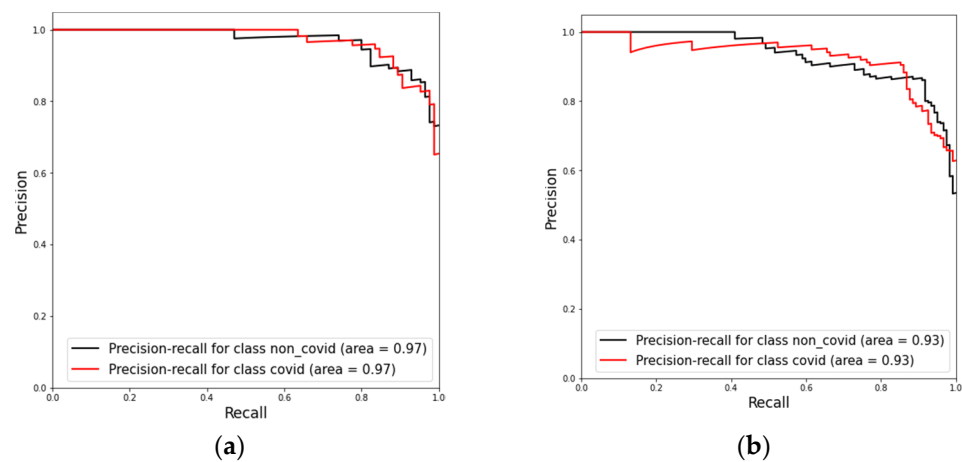 1.0
0.8
0.6
0.4
0.2
0.0
Precision
Precision-recall for class non_covid (area = 0.97)
Precision-recall for class covid (area = 0.97)
0.0 0.2 0.4 0.6 0.8 1.0
Recall
(a)
1.0
0.8
0.6
0.4
0.2
0.0
Precision
Precision-recall for class non_covid (area = 0.93)
Precision-recall for class covid (area = 0.93)
0.0 0.2 0.4 0.6 0.8 1.0
Recall
(b)